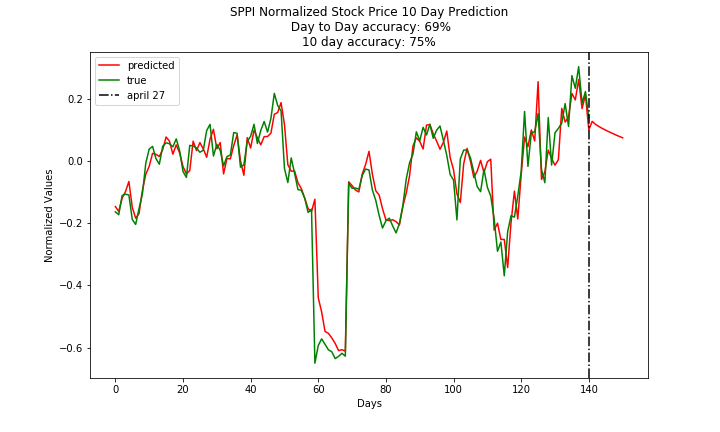 SPPI Normalized Stock Price 10 Day Prediction
Day to Day accuracy: 69%
10 day accuracy: 75%
predicted
true
april 27
Normalized Values
0.2
0.0
−0.2
−0.4
−0.6
0 20 40 60 80 100 120 140
Days